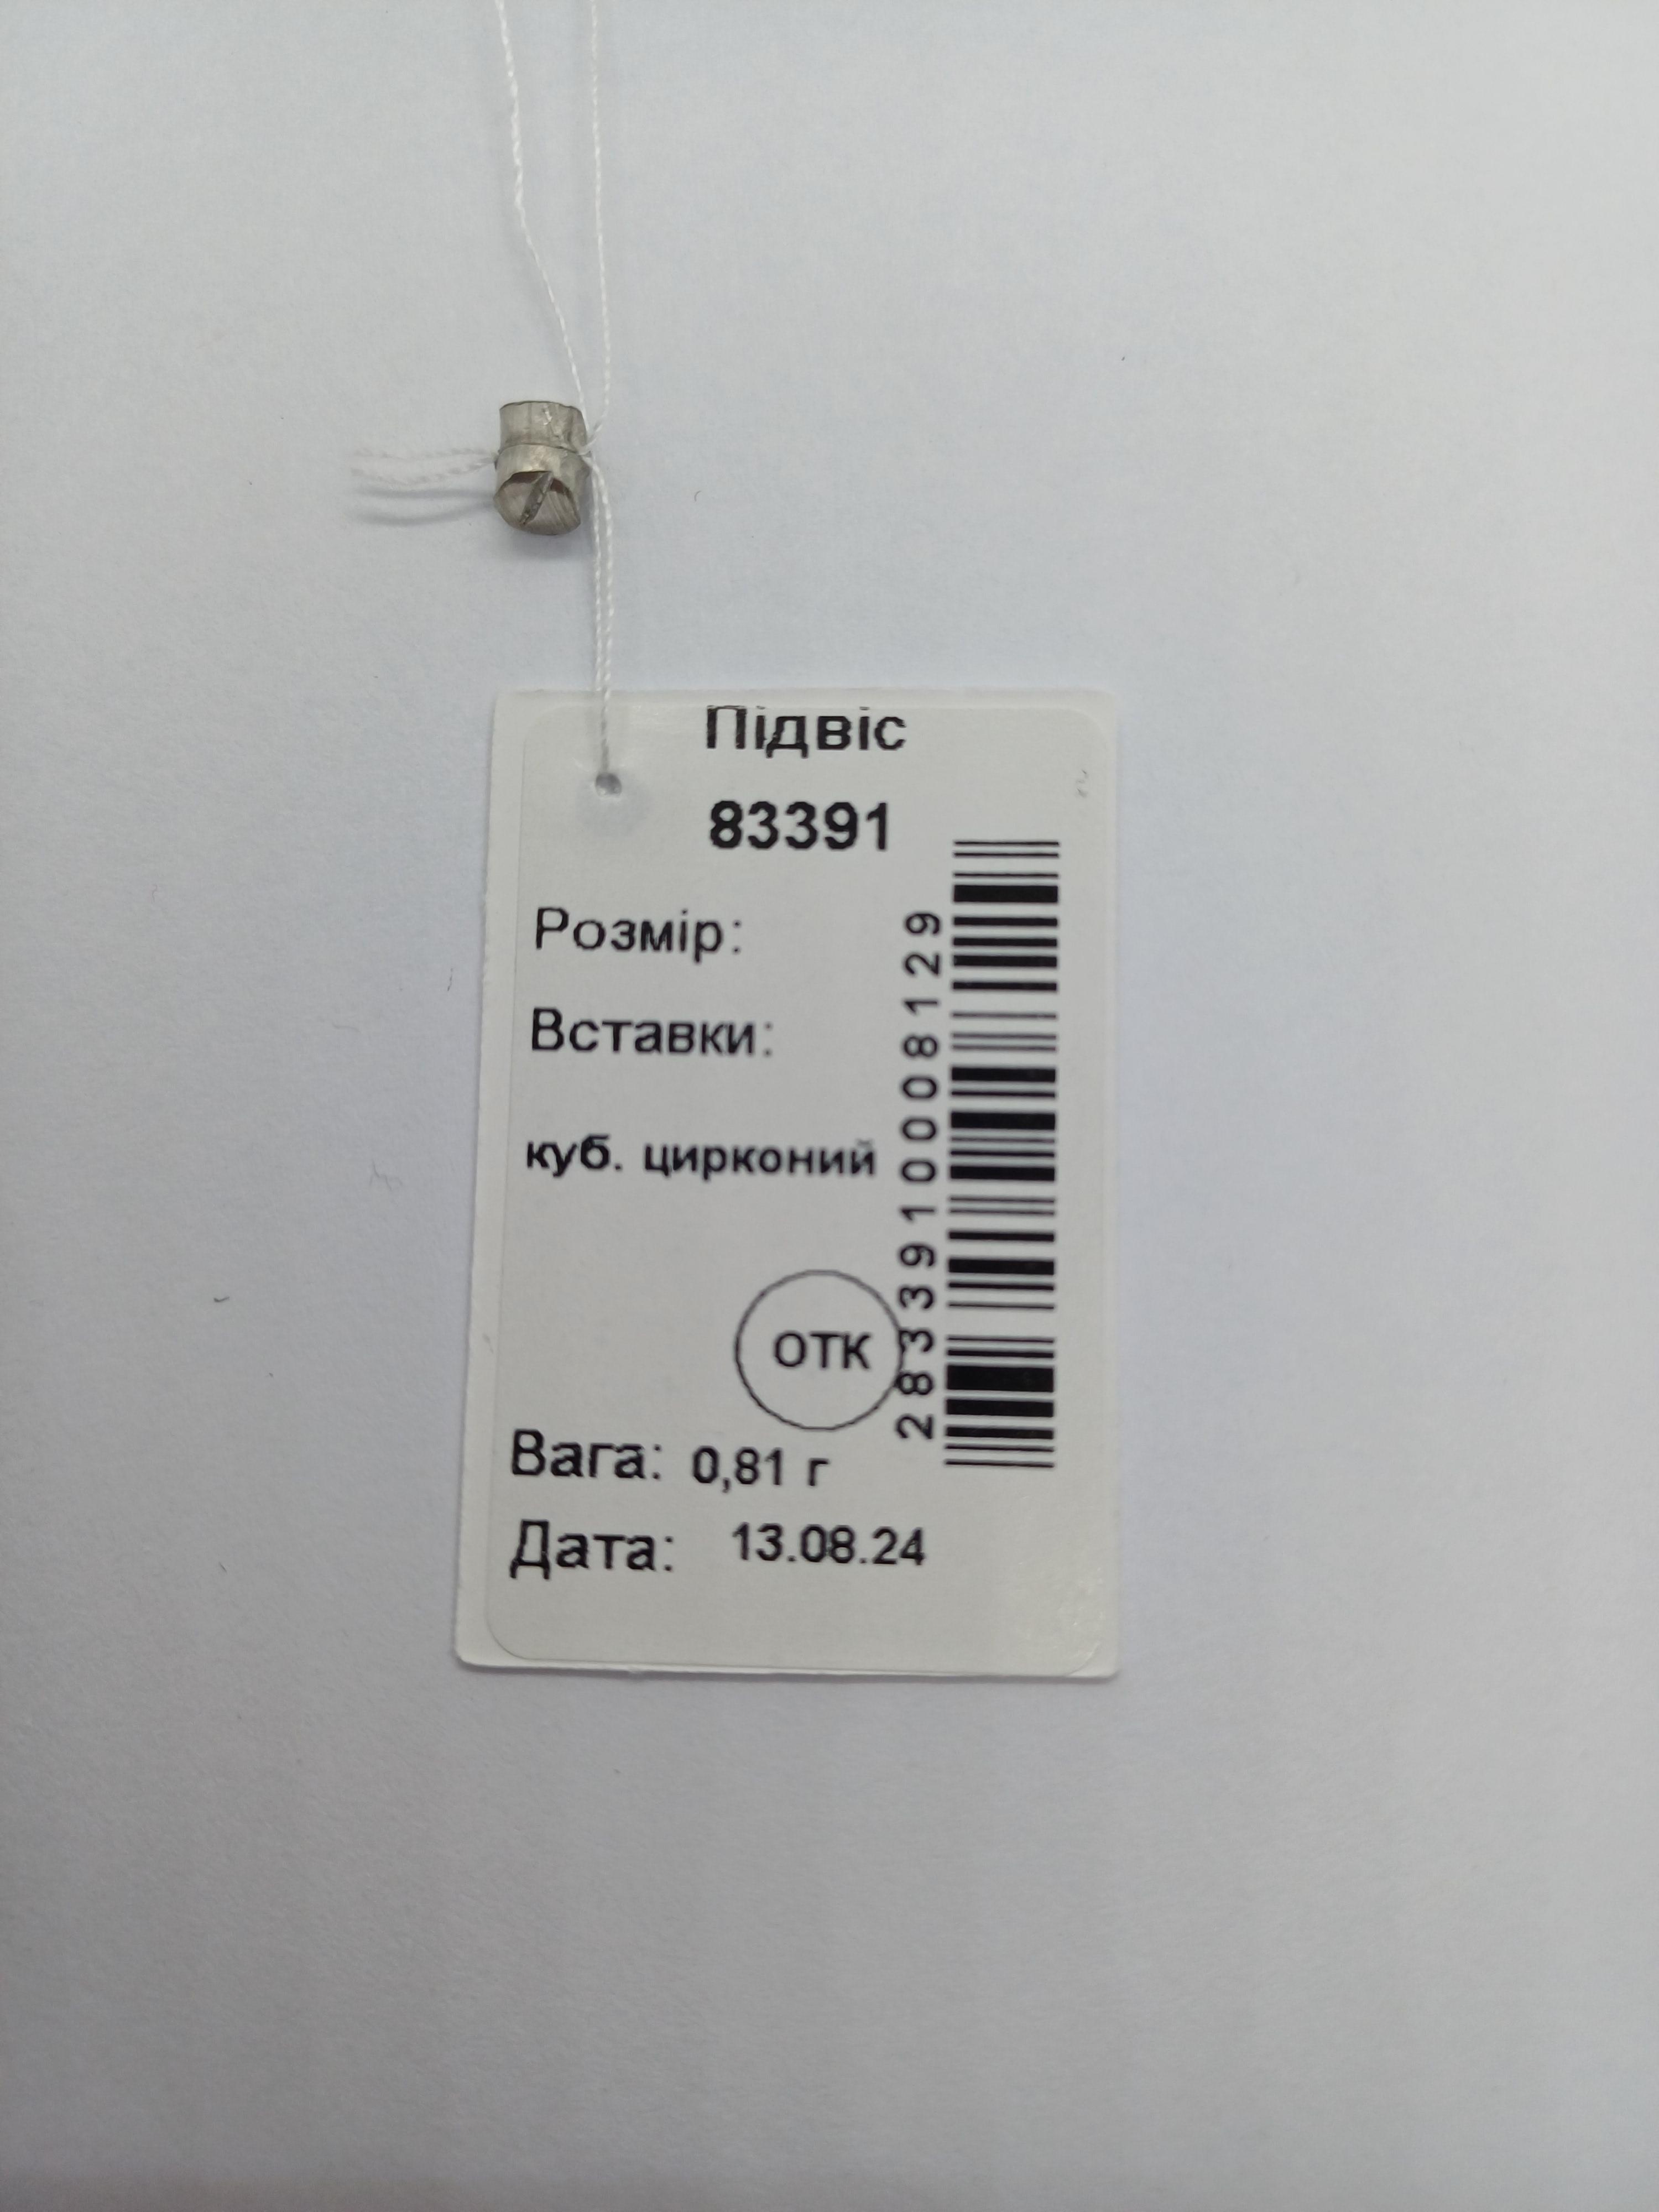 Підвіс
83391
Розмір:
Вставки:
куб. цирконий
ОТК
Вага: 0,81 г
Дата: 13.08.24
2833910008129